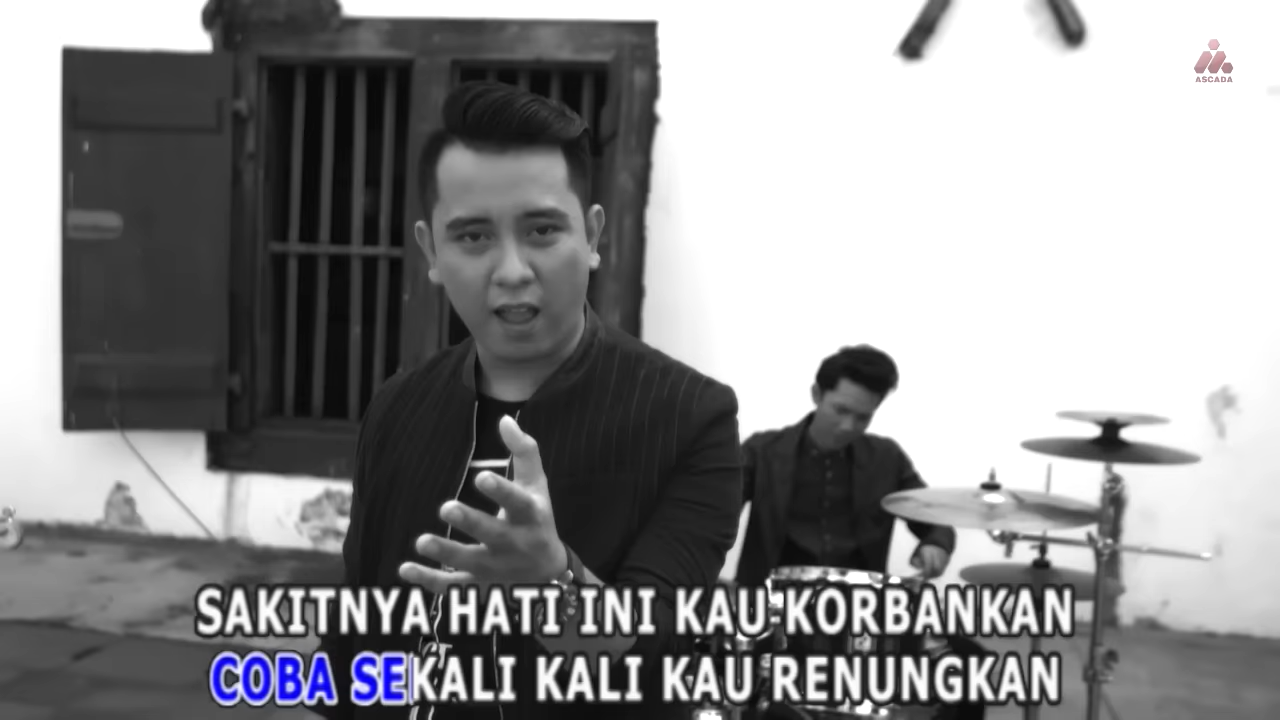 ASCADA
SAKITNYA HATI INI KAU KORBANKAN
COBA SEKALI KALI KAU RENUNGKAN